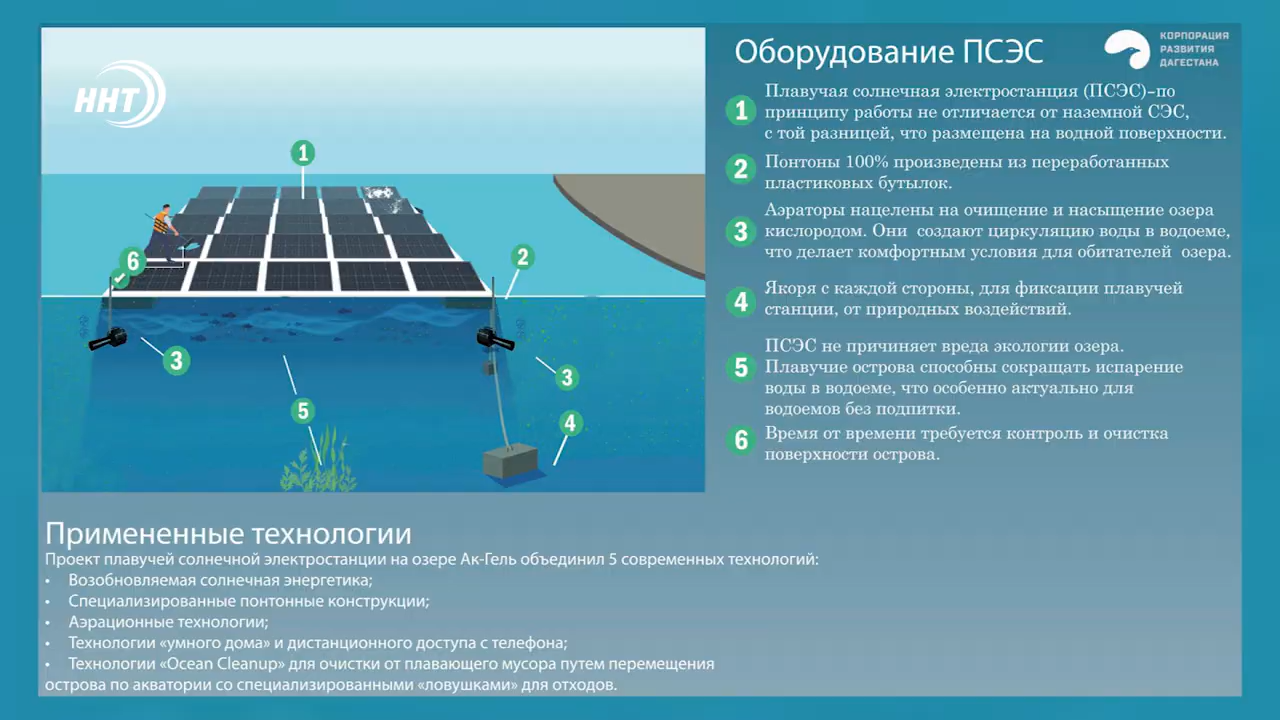 ННТ
1
6
2
3
3
5
4
Оборудование ПСЭС
КОРПОРАЦИЯ
РАЗВИТИЯ
ДАГЕСТАНА
1
Плавучая солнечная электростанция (ПСЭС)–по
принципу работы не отличается от наземной СЭС,
с той разницей, что размещена на водной поверхности.
2
Понтоны 100% произведены из переработанных
пластиковых бутылок.
3
Аэраторы нацелены на очищение и насыщение озера
кислородом. Они создают циркуляцию воды в водоеме,
что делает комфортным условия для обитателей озера.
4
Якоря с каждой стороны, для фиксации плавучей
станции, от природных воздействий.
5
ПСЭС не причиняет вреда экологии озера.
Плавучие острова способны сокращать испарение
воды в водоеме, что особенно актуально для
водоемов без подпитки.
6
Время от времени требуется контроль и очистка
поверхности острова.
Примененные технологии
Проект плавучей солнечной электростанции на озере Ак-Гель объединил 5 современных технологий:
• Возобновляемая солнечная энергетика;
• Специализированные понтонные конструкции;
• Аэрационные технологии;
• Технологии «умного дома» и дистанционного доступа с телефона;
• Технологии «Ocean Cleanup» для очистки от плавающего мусора путем перемещения
острова по акватории со специализированными «ловушками» для отходов.